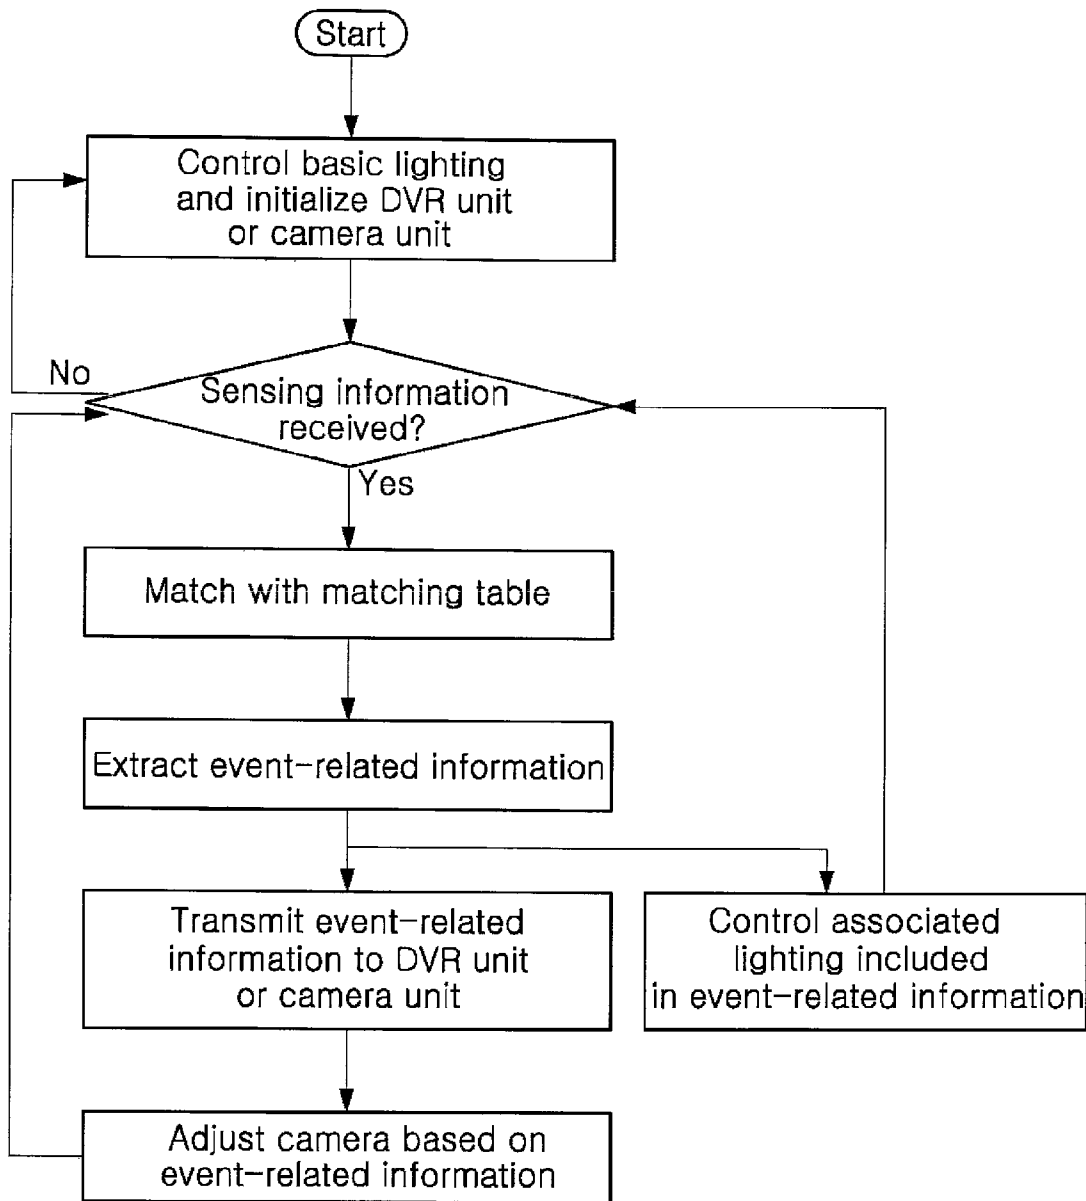 Start
Control basic lighting
and initialize DVR unit
or camera unit
No
Sensing information
received?
Yes
Match with matching table
Extract event-related information
Transmit event-related
information to DVR unit
or camera unit
Control associated
lighting included
in event-related information
Adjust camera based on
event-related information